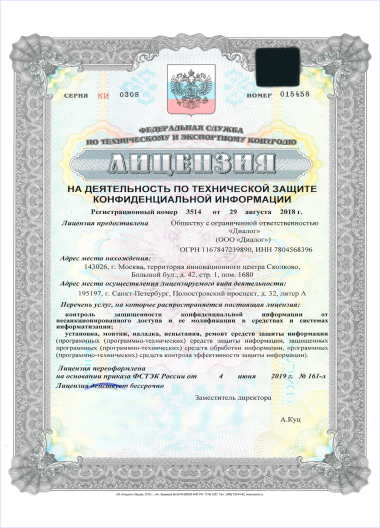 СЕРИЯ КИ 0308 НОМЕР 015458
ФЕДЕРАЛЬНАЯ СЛУЖБА
ПО ТЕХНИЧЕСКОМУ И ЭКСПОРТНОМУ КОНТРОЛЮ
ЛИЦЕНЗИЯ
НА ДЕЯТЕЛЬНОСТЬ ПО ТЕХНИЧЕСКОЙ ЗАЩИТЕ
КОНФИДЕНЦИАЛЬНОЙ ИНФОРМАЦИИ
Регистрационный номер 3514 от 29 августа 2018 г.
Лицензия предоставлена Обществу с ограниченной ответственностью
«Диалог»
(ООО «Диалог»)
ОГРН 1167847239890, ИНН 7804568396
Адрес места нахождения:
143026, г. Москва, территория инновационного центра Сколково,
Большой бул., д. 42, стр. 1, пом. 1680
Адрес места осуществления лицензируемого вида деятельности:
195197, г. Санкт-Петербург, Полюстровский проспект, д. 32, литер А
Перечень услуг, на которые распространяется настоящая лицензия:
контроль защищенности конфиденциальной информации от
несанкционированного доступа и ее модификации в средствах и системах
информатизации;
установка, монтаж, наладка, испытания, ремонт средств защиты информации
(программных (программно-технических) средств защиты информации, защищенных
программных (программно-технических) средств обработки информации, программных
(программно-технических) средств контроля эффективности защиты информации).
Лицензия переоформлена
на основании приказа ФСТЭК России от 4 июня 2019 г. № 161-л
Лицензия действует бессрочно
Заместитель директора
А.Куц